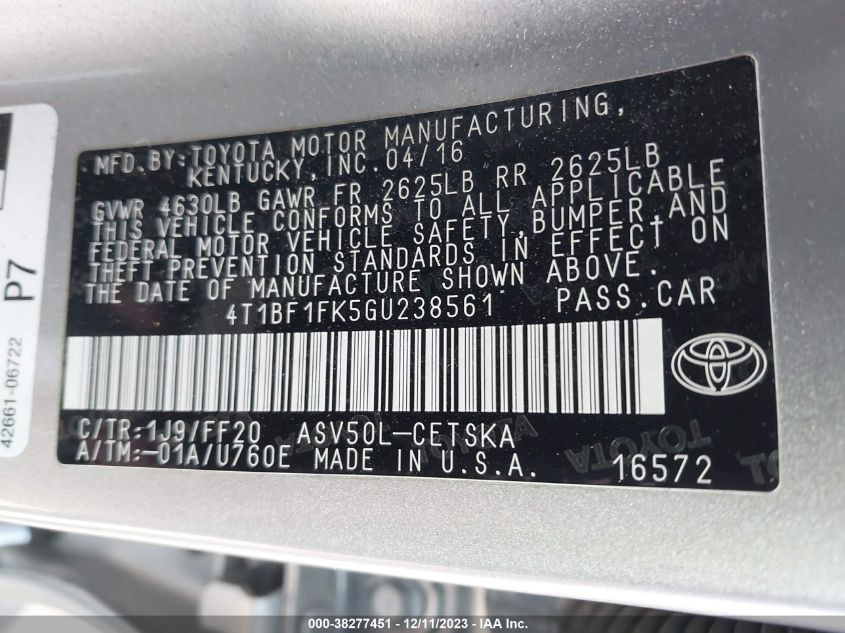 MFD.BY:TOYOTA MOTOR MANUFACTURING,
KENTUCKY, INC. 04/16
GVWR 4630LB GAWR FR 2625LB RR 2625LB
THIS VEHICLE CONFORMS TO ALL APPLICABLE
FEDERAL MOTOR VEHICLE SAFETY,BUMPER,AND
THEFT PREVENTION STANDARDS IN EFFECT ON
THE DATE OF MANUFACTURE SHOWN ABOVE.
4T1BF1FK5GU238561 PASS.CAR
C/TR:1J9/FF20 ASV50L-CETSKA
A/TM:-01A/U760E MADE IN U.S.A.
16572
P7
42661-06722
TOYOTA
000-38277451 - 12/11/2023 - IAAI.com